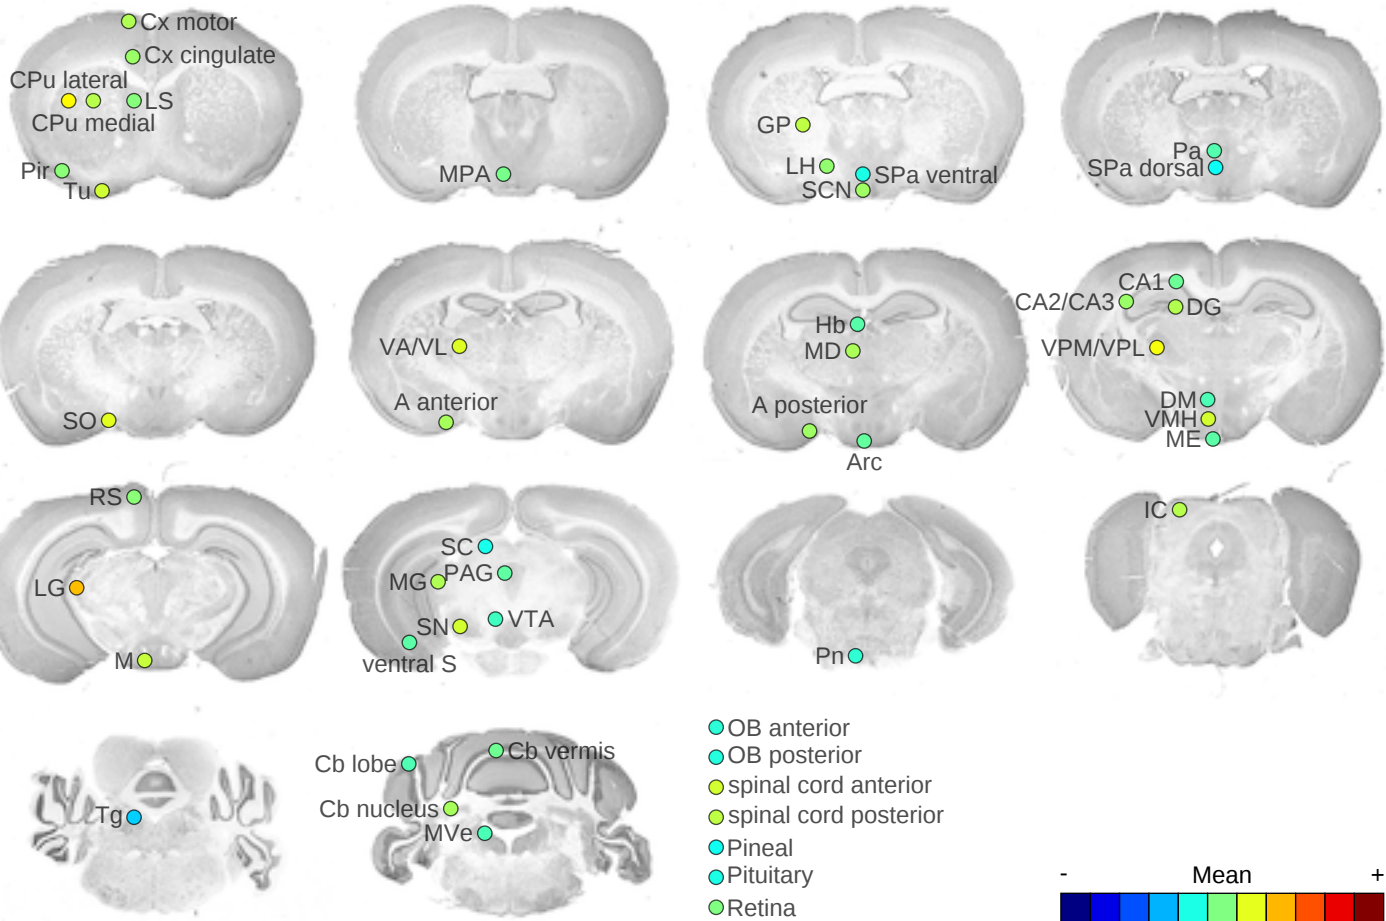 Cx motor
Cx cingulate
CPu lateral
LS
CPu medial
Pir
Tu
MPA
GP
LH
SPa ventral
SCN
Pa
SPa dorsal
SO
VA/VL
A anterior
Hb
MD
A posterior
Arc
CA1
CA2/CA3
DG
VPM/VPL
DM
VMH
ME
RS
LG
M
SC
PAG
MG
SN
VTA
ventral S
Pn
IC
Tg
Cb vermis
Cb lobe
Cb nucleus
MVe
OB anterior
OB posterior
spinal cord anterior
spinal cord posterior
Pineal
Pituitary
Retina
- Mean +